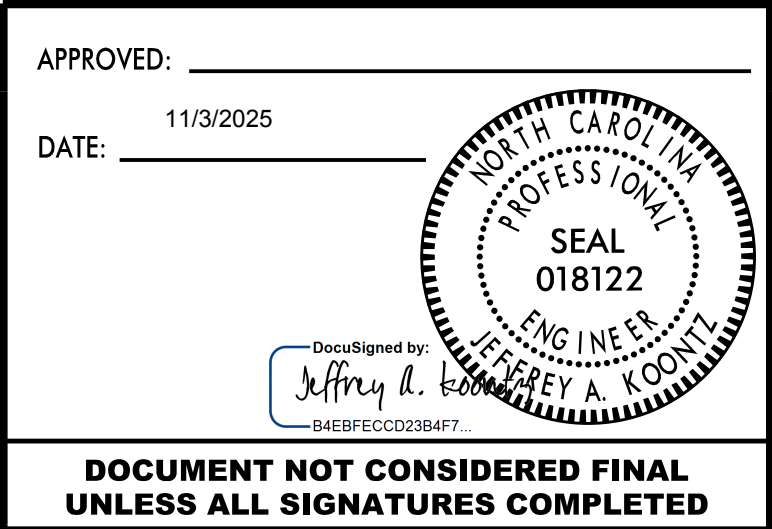 APPROVED:
11/3/2025
DATE:
NORTH CAROLINA
PROFESSIONAL
SEAL
018122
ENGINEER
JEFFREY A. KOONTZ
DocuSigned by:
Jeffrey A. Koontz
B4EBFECCD23B4F7...
DOCUMENT NOT CONSIDERED FINAL
UNLESS ALL SIGNATURES COMPLETED